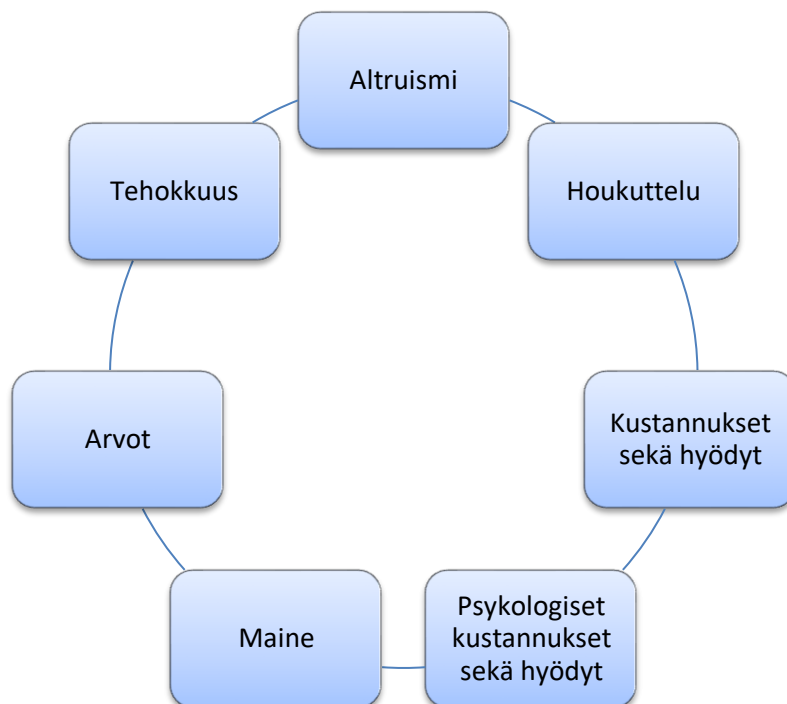 Altruismi
Houkuttelu
Kustannukset
sekä hyödyt
Psykologiset
kustannukset
sekä hyödyt
Maine
Arvot
Tehokkuus